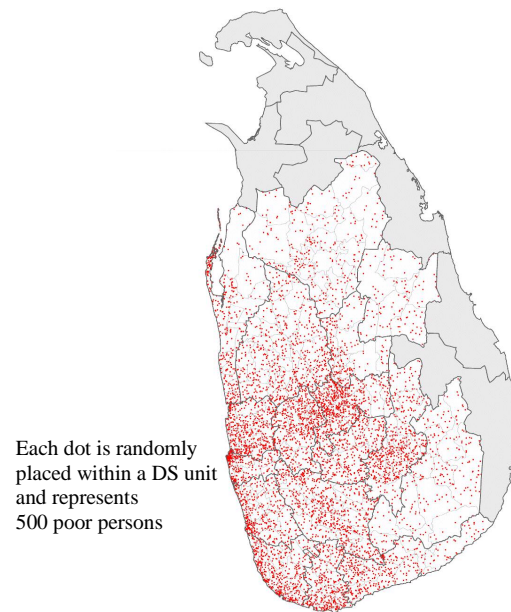 Each dot is randomly
placed within a DS unit
and represents
500 poor persons